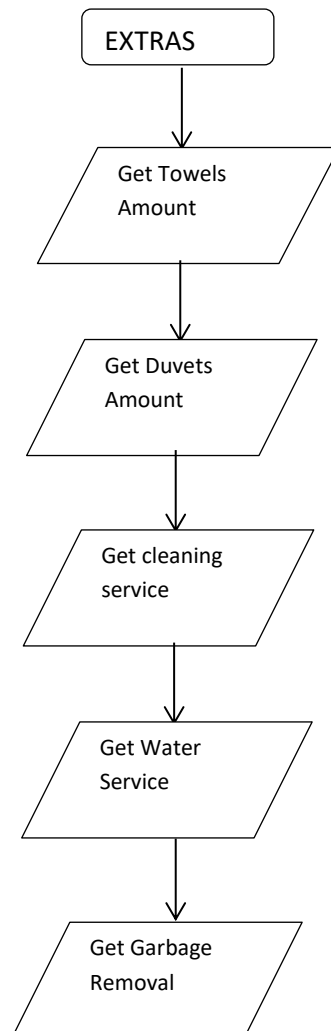 EXTRAS
Get Towels
Amount
Get Duvets
Amount
Get cleaning
service
Get Water
Service
Get Garbage
Removal